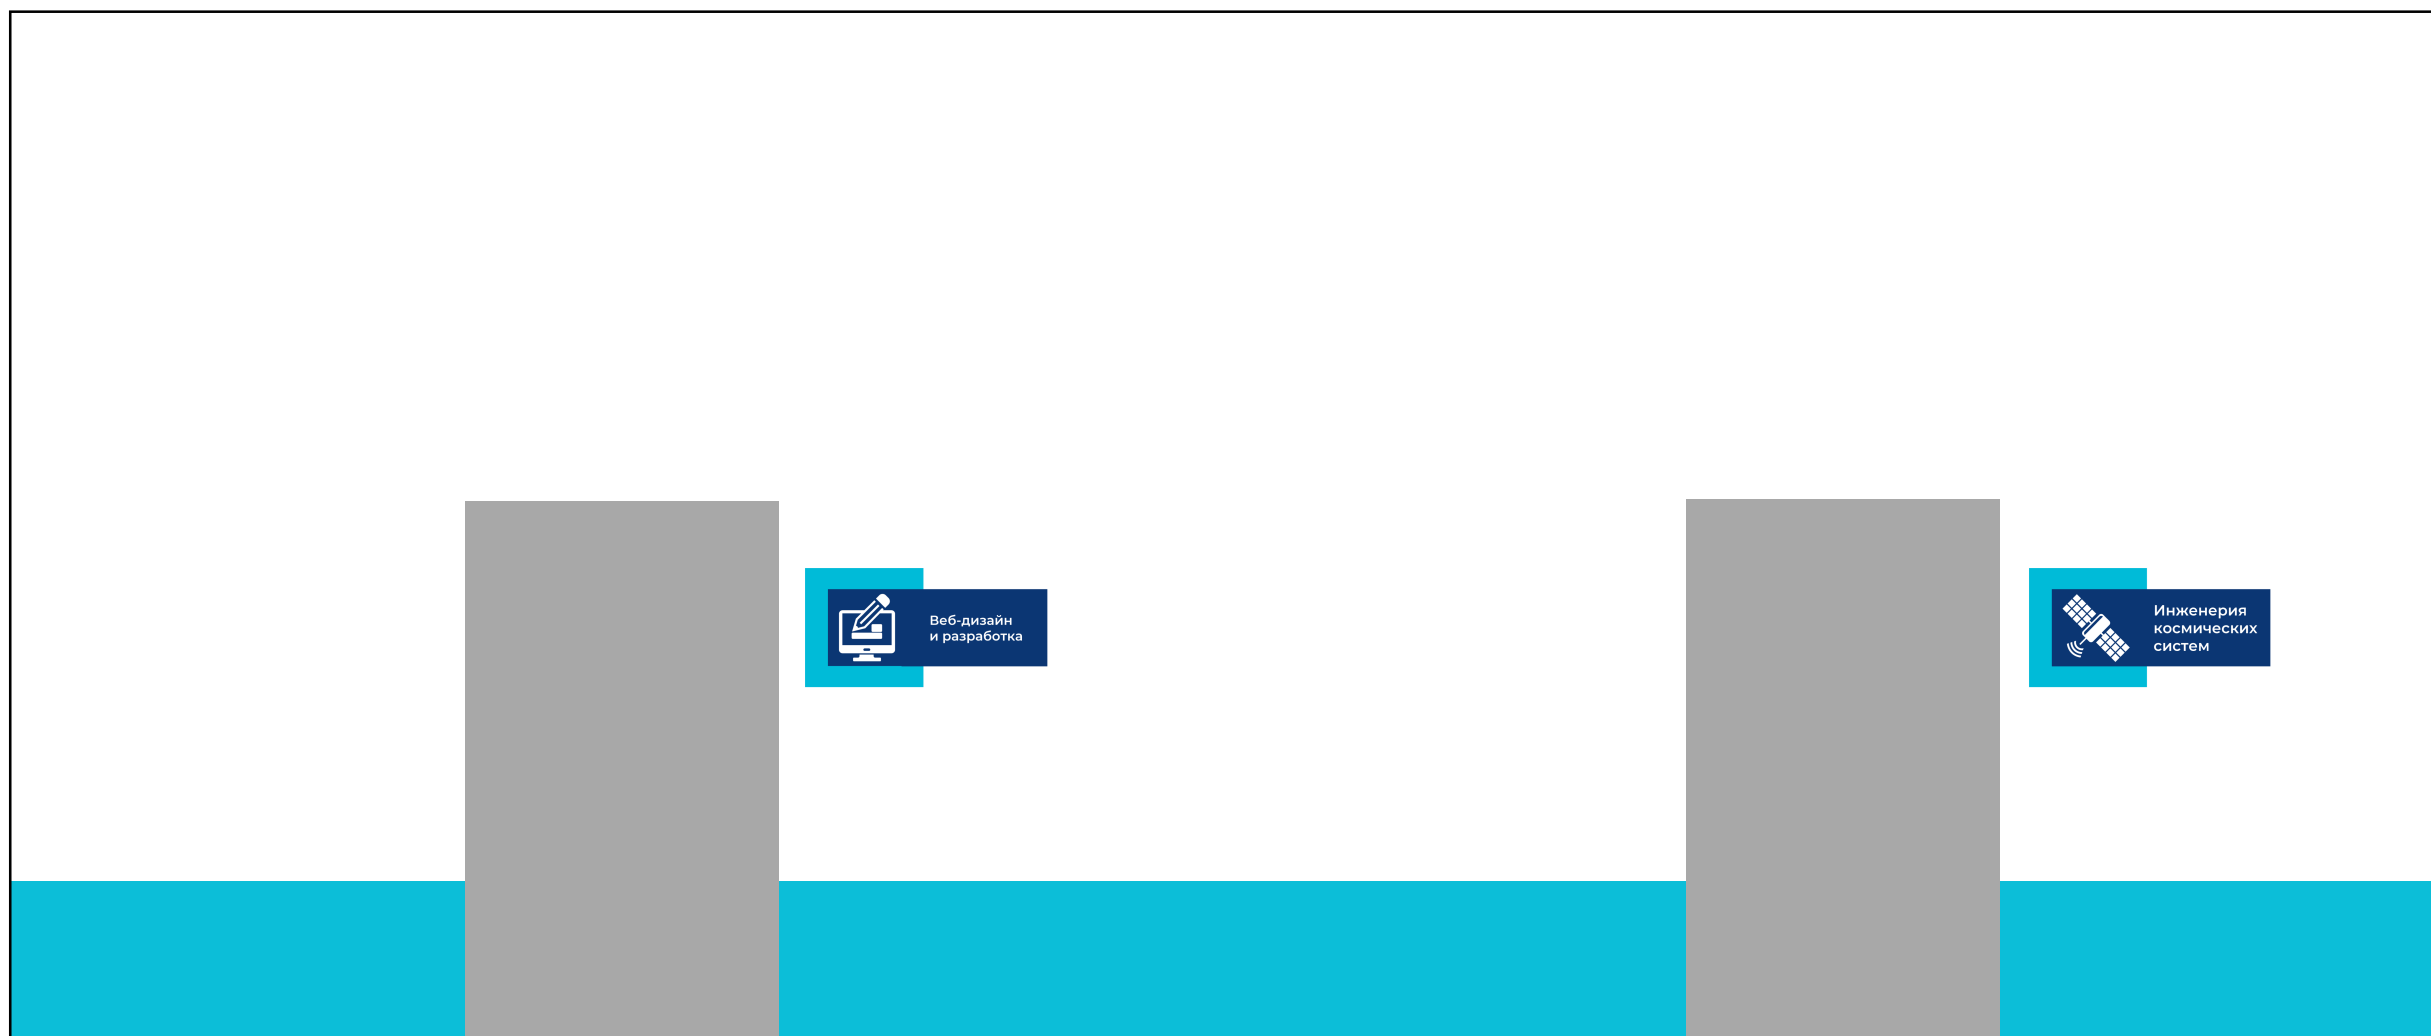 Веб-дизайн
и разработка
Инженерия
космических
систем